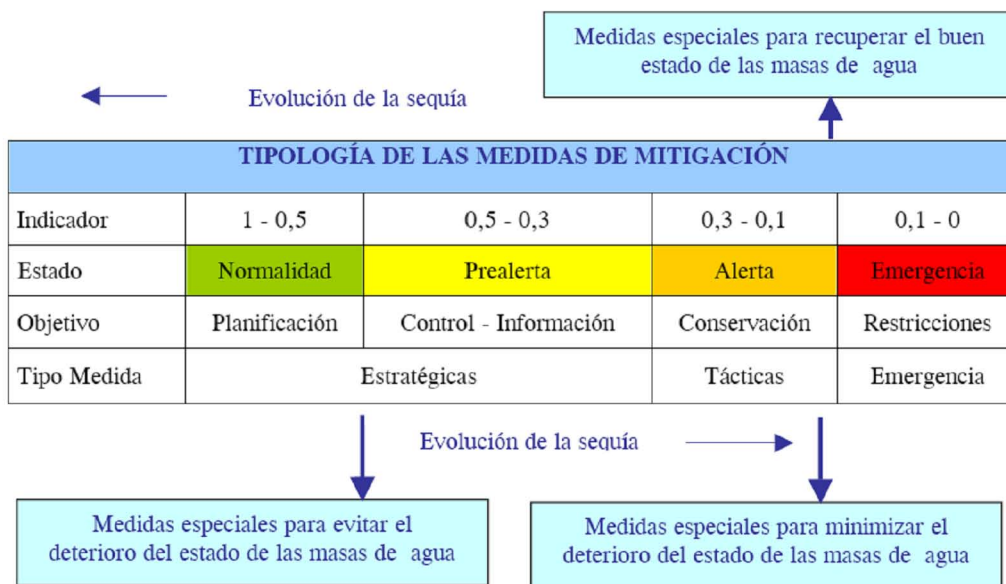 Medidas especiales para recuperar el buen
estado de las masas de agua
Evolución de la sequía
TIPOLOGÍA DE LAS MEDIDAS DE MITIGACIÓN
Indicador 1 - 0,5 0,5 - 0,3 0,3 - 0,1 0,1 - 0
Estado Normalidad Prealerta Alerta Emergencia
Objetivo Planificación Control - Información Conservación Restricciones
Tipo Medida Estratégicas Tácticas Emergencia
Evolución de la sequía
Medidas especiales para evitar el
deterioro del estado de las masas de agua
Medidas especiales para minimizar el
deterioro del estado de las masas de agua